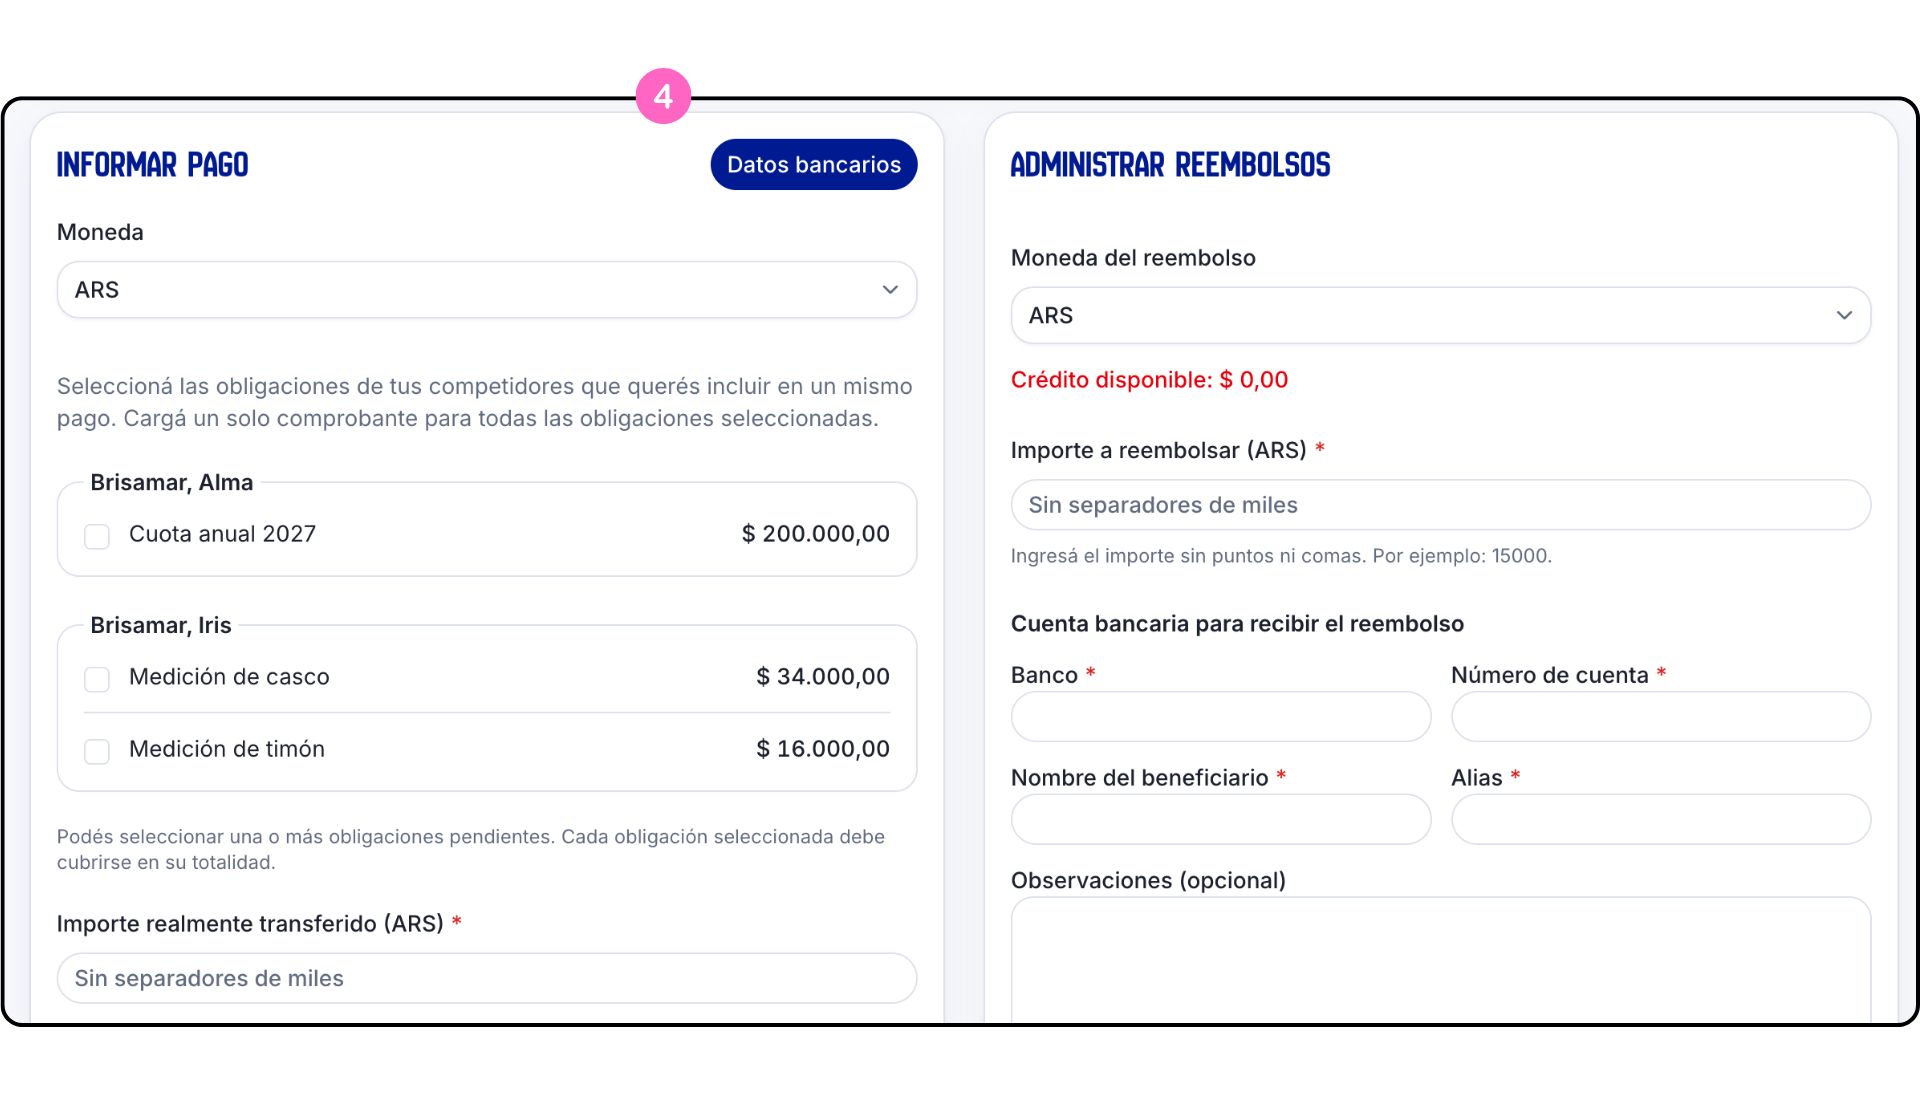 4
INFORMAR PAGO
Datos bancarios
Moneda
ARS
Seleccioná las obligaciones de tus competidores que querés incluir en un mismo
pago. Cargá un solo comprobante para todas las obligaciones seleccionadas.
Brisamar, Alma
Cuota anual 2027 $ 200.000,00
Brisamar, Iris
Medición de casco $ 34.000,00
Medición de timón $ 16.000,00
Podés seleccionar una o más obligaciones pendientes. Cada obligación seleccionada debe
cubrirse en su totalidad.
Importe realmente transferido (ARS) *
Sin separadores de miles
ADMINISTRAR REEMBOLSOS
Moneda del reembolso
ARS
Crédito disponible: $ 0,00
Importe a reembolsar (ARS) *
Sin separadores de miles
Ingresá el importe sin puntos ni comas. Por ejemplo: 15000.
Cuenta bancaria para recibir el reembolso
Banco * Número de cuenta *
Nombre del beneficiario * Alias *
Observaciones (opcional)